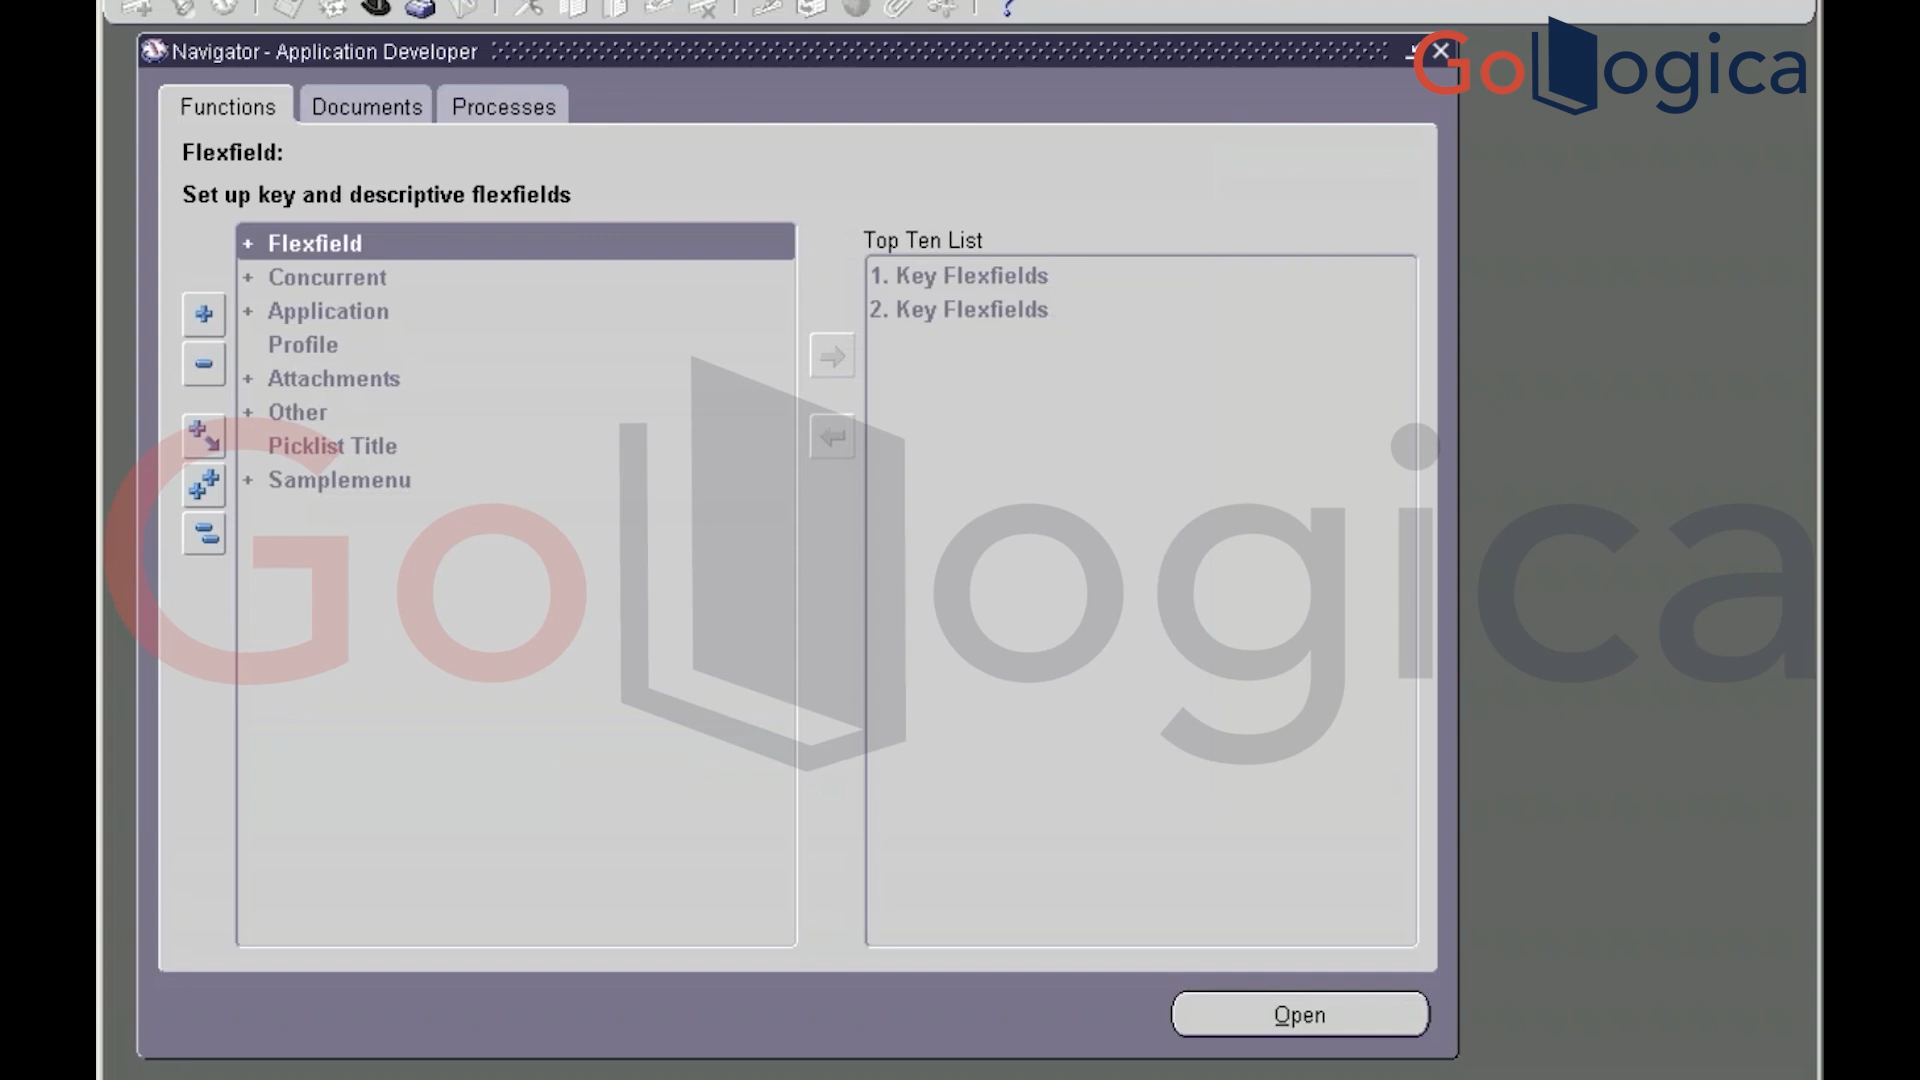 Navigator - Application Developer
GoLogica
Functions
Documents
Processes
Flexfield:
Set up key and descriptive flexfields
+ Flexfield
+ Concurrent
+ Application
Profile
+ Attachments
+ Other
Picklist Title
+ Samplemenu
Top Ten List
1. Key Flexfields
2. Key Flexfields
GoLogica
Open